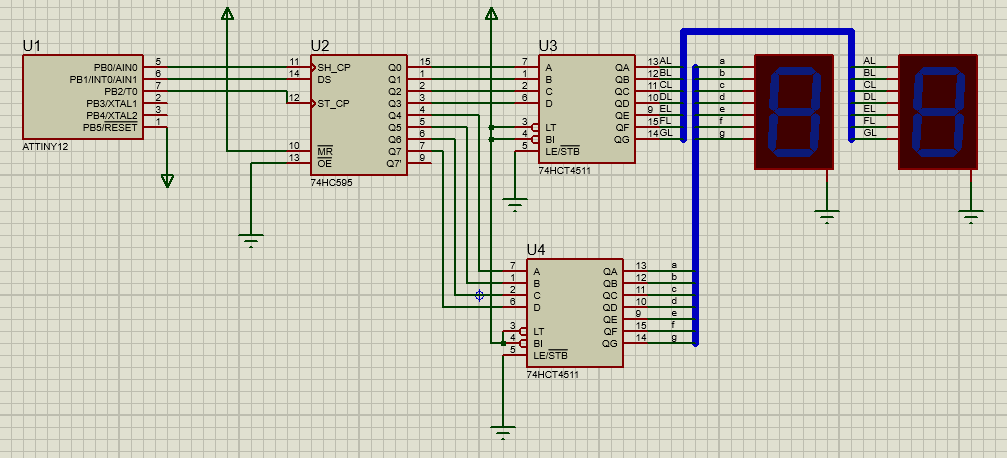 U1
5 PB0/AIN0
6 PB1/INT0/AIN1
7 PB2/T0
2 PB3/XTAL1
3 PB4/XTAL2
1 PB5/RESET
ATTINY12
U2
11 SH_CP Q0 15
14 DS Q1 1
Q2 2
12 ST_CP Q3 3
Q4 4
Q5 5
Q6 6
10 MR Q7 7
13 OE Q7' 9
74HC595
U3
7 A QA 13 AL
1 B QB 12 BL
2 C QC 11 CL
6 D QD 10 DL
QE 9 EL
3 LT QF 15 FL
4 BI QG 14 GL
5 LE/STB
74HCT4511
a
b
c
d
e
f
g
AL
BL
CL
DL
EL
FL
GL
U4
7 A QA 13 a
1 B QB 12 b
2 C QC 11 c
6 D QD 10 d
QE 9 e
3 LT QF 15 f
4 BI QG 14 g
5 LE/STB
74HCT4511